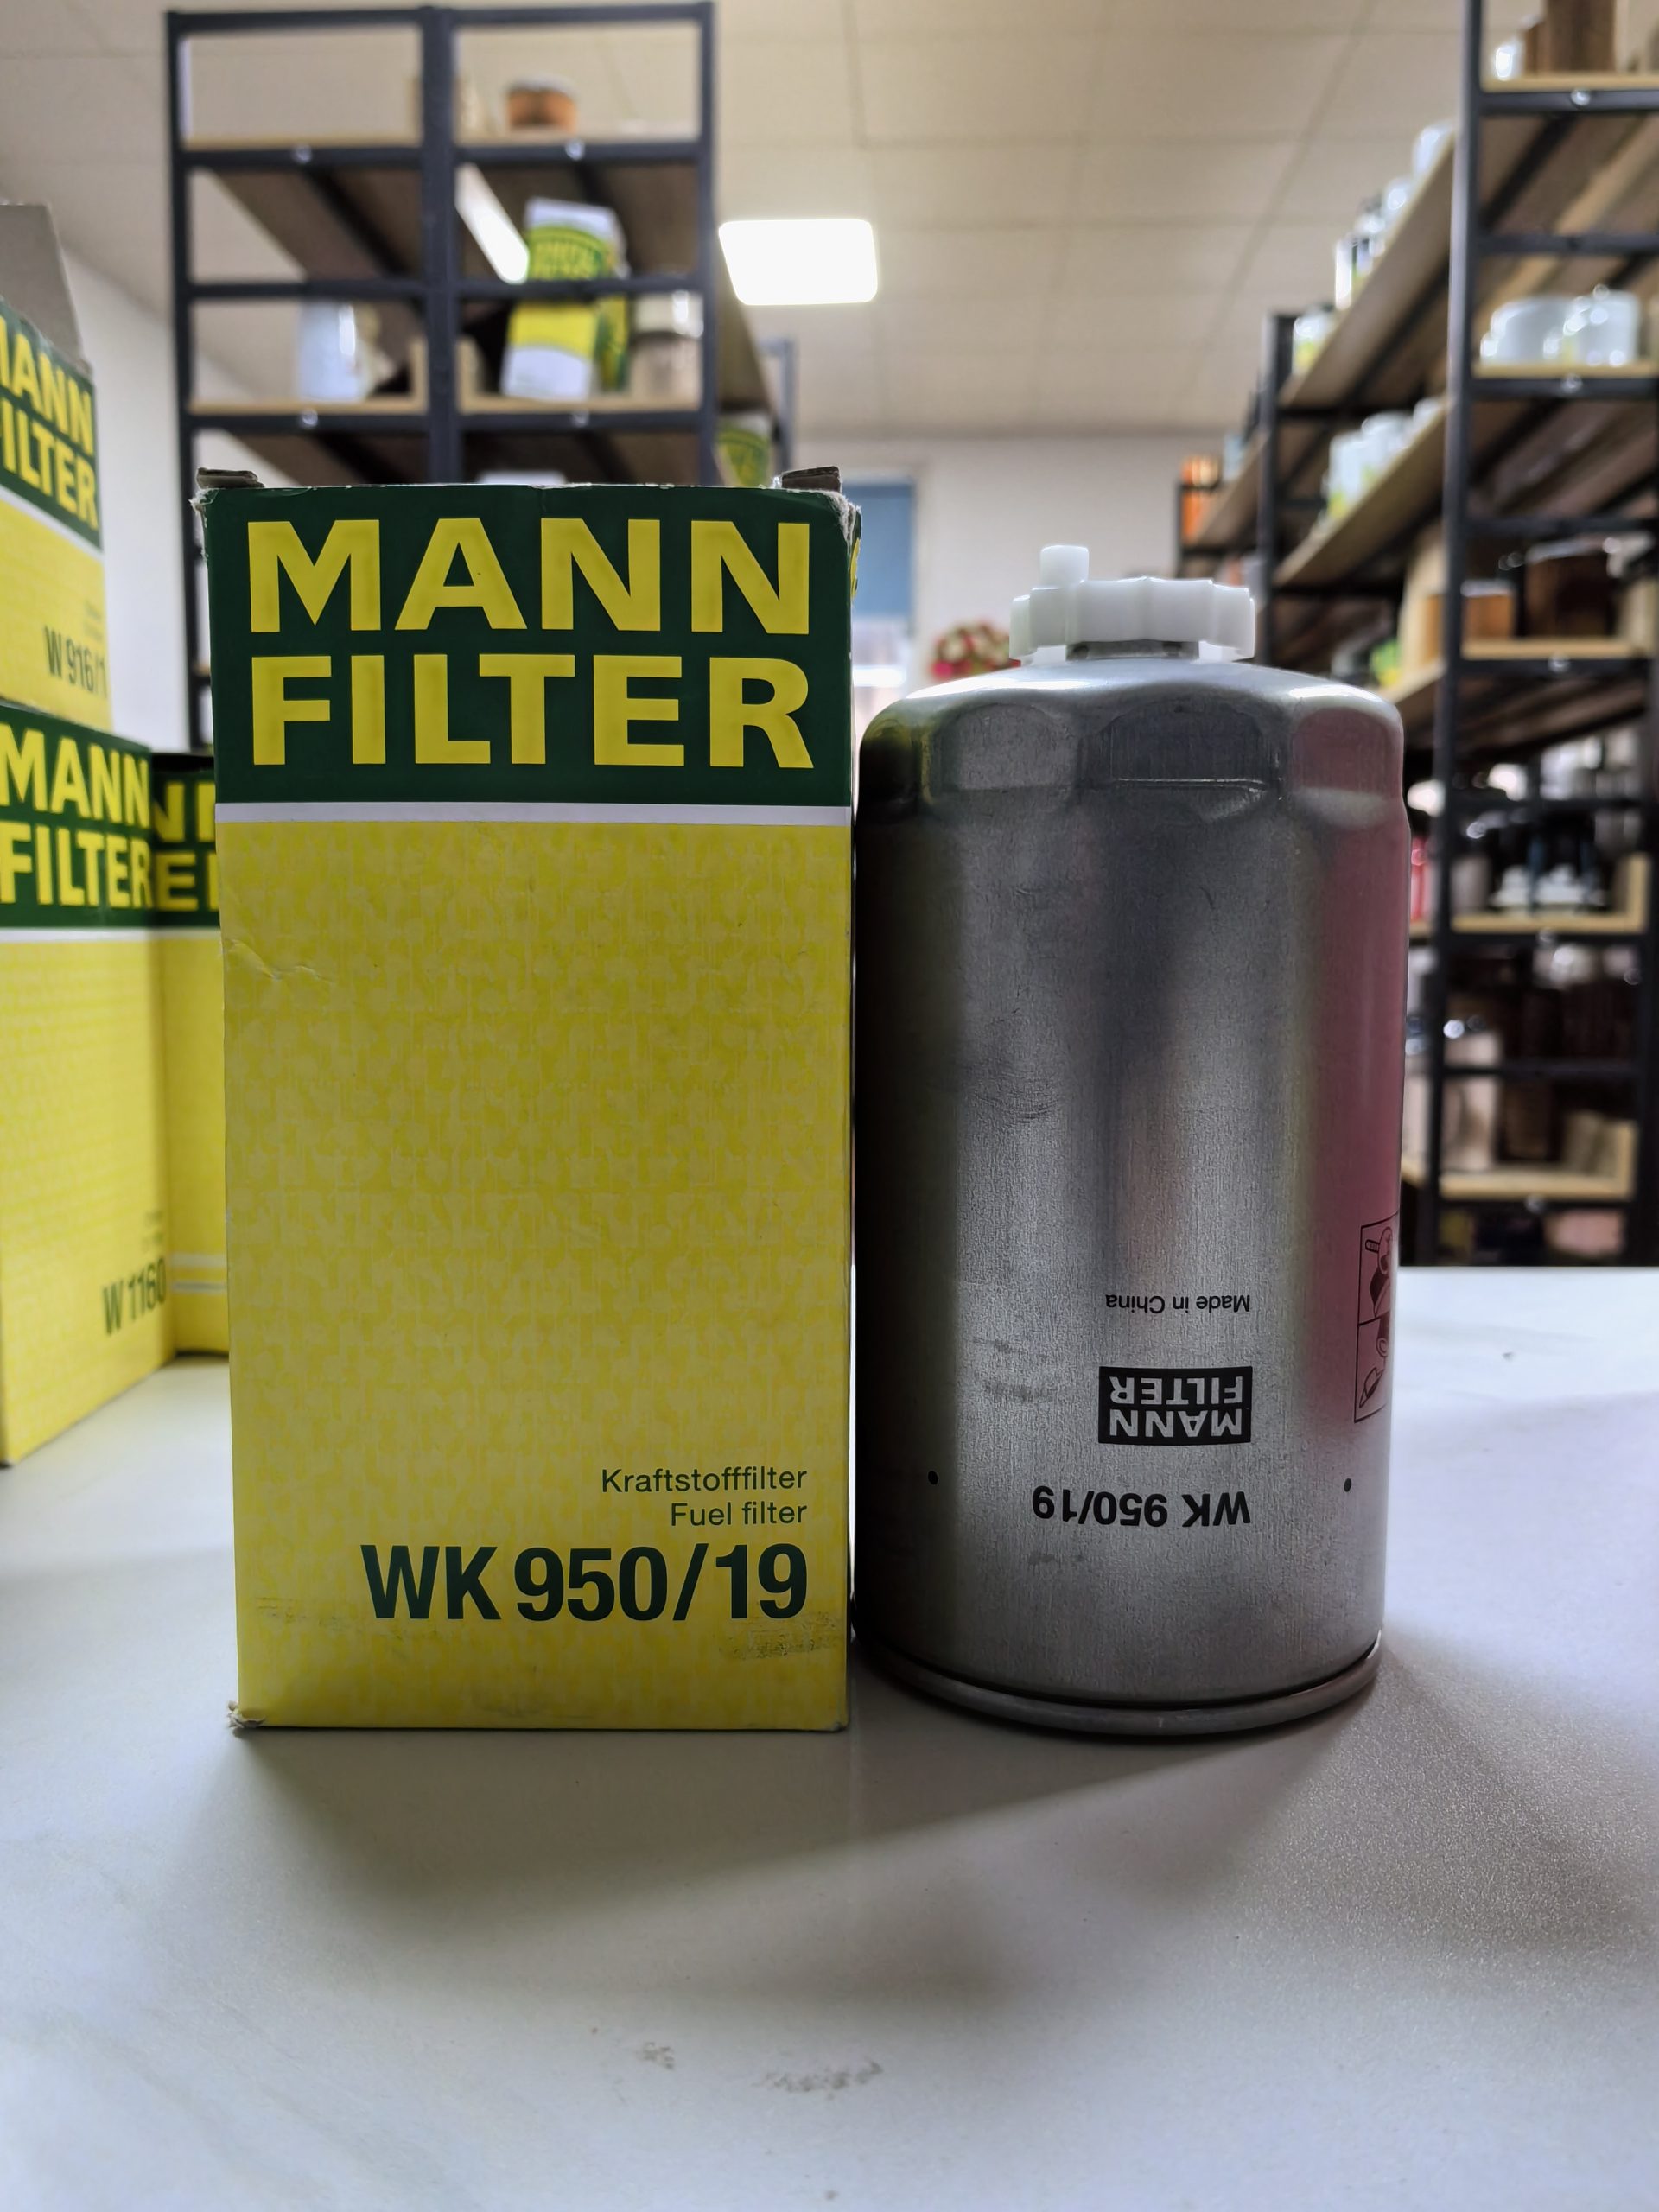 MANN
FILTER
Kraftstofffilter
Fuel filter
WK 950/19
Made in China
MANN
FILTER
WK 950/19
MANN
FILTER
W 916/1
MANN
FILTER
W 1160